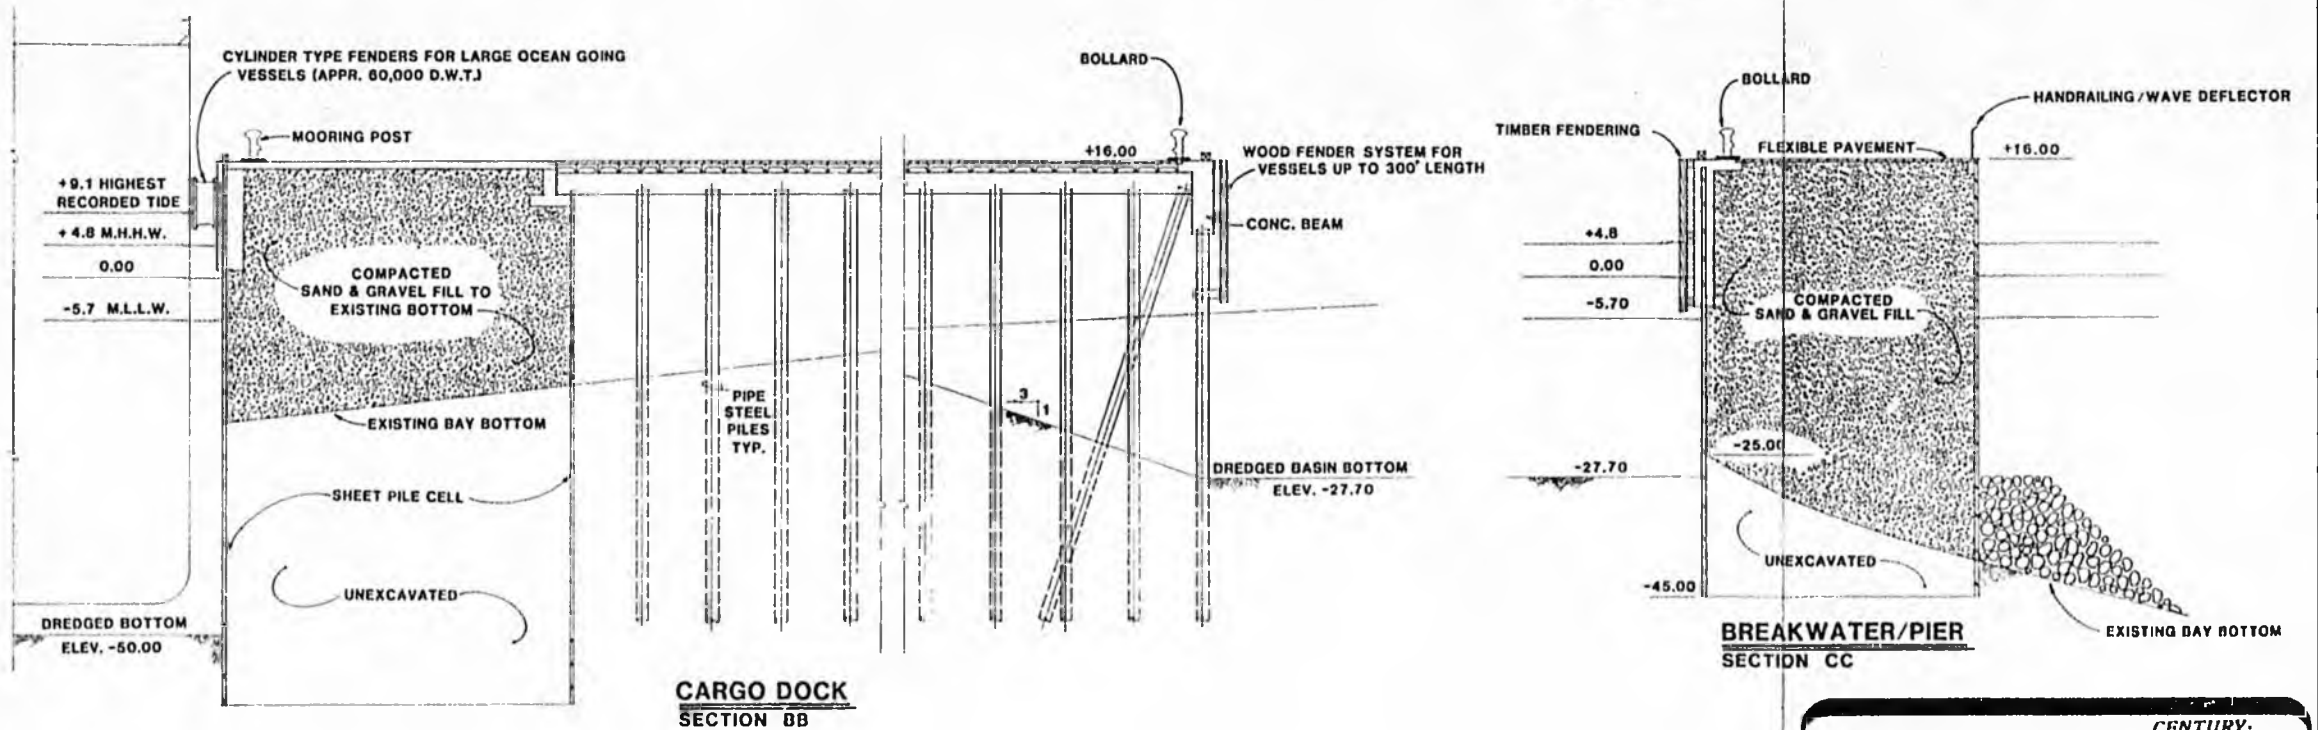 CYLINDER TYPE FENDERS FOR LARGE OCEAN GOING
VESSELS (APPR. 60,000 D.W.T.)
MOORING POST
+9.1 HIGHEST
RECORDED TIDE
+4.8 M.H.H.W.
0.00
-5.7 M.L.L.W.
COMPACTED
SAND & GRAVEL FILL TO
EXISTING BOTTOM
EXISTING BAY BOTTOM
SHEET PILE CELL
UNEXCAVATED
DREDGED BOTTOM
ELEV. -50.00
PIPE
STEEL
PILES
TYP.
BOLLARD
+16.00
WOOD FENDER SYSTEM FOR
VESSELS UP TO 300' LENGTH
CONC. BEAM
3
1
DREDGED BASIN BOTTOM
ELEV. -27.70
CARGO DOCK
SECTION BB
BOLLARD
HANDRAILING/WAVE DEFLECTOR
TIMBER FENDERING
FLEXIBLE PAVEMENT
+16.00
+4.8
0.00
-5.70
COMPACTED
SAND & GRAVEL FILL
-25.00
-27.70
UNEXCAVATED
-45.00
EXISTING BAY BOTTOM
BREAKWATER/PIER
SECTION CC
CENTURY